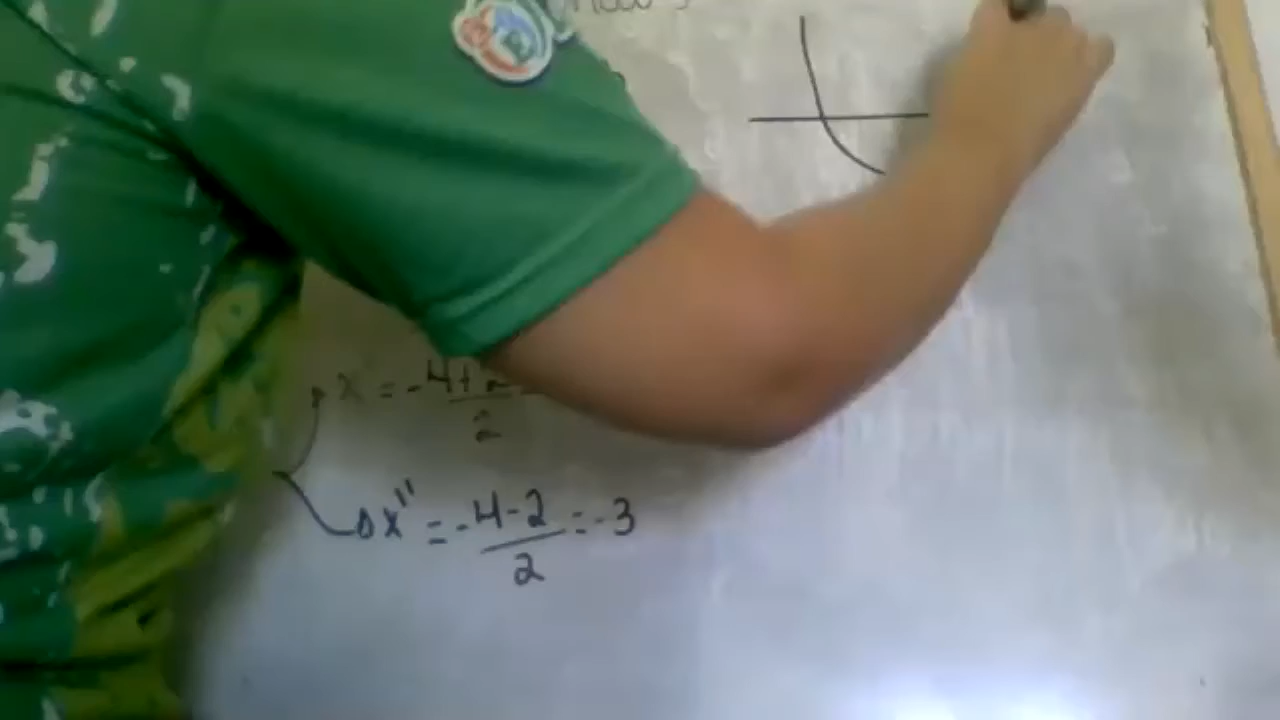 x' = -4+2
2
x'' = -4-2 = -3
2